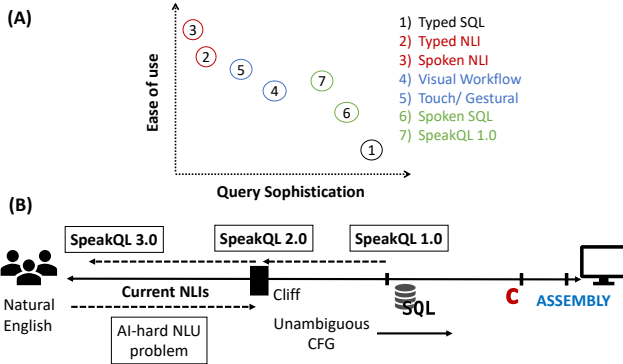 (A)
Ease of use
3
2
5
4
7
6
1
Query Sophistication
1) Typed SQL
2) Typed NLI
3) Spoken NLI
4) Visual Workflow
5) Touch/ Gestural
6) Spoken SQL
7) SpeakQL 1.0
(B)
SpeakQL 3.0
SpeakQL 2.0
SpeakQL 1.0
Natural
English
Current NLIs
Cliff
SQL
C
ASSEMBLY
AI-hard NLU
problem
Unambiguous
CFG